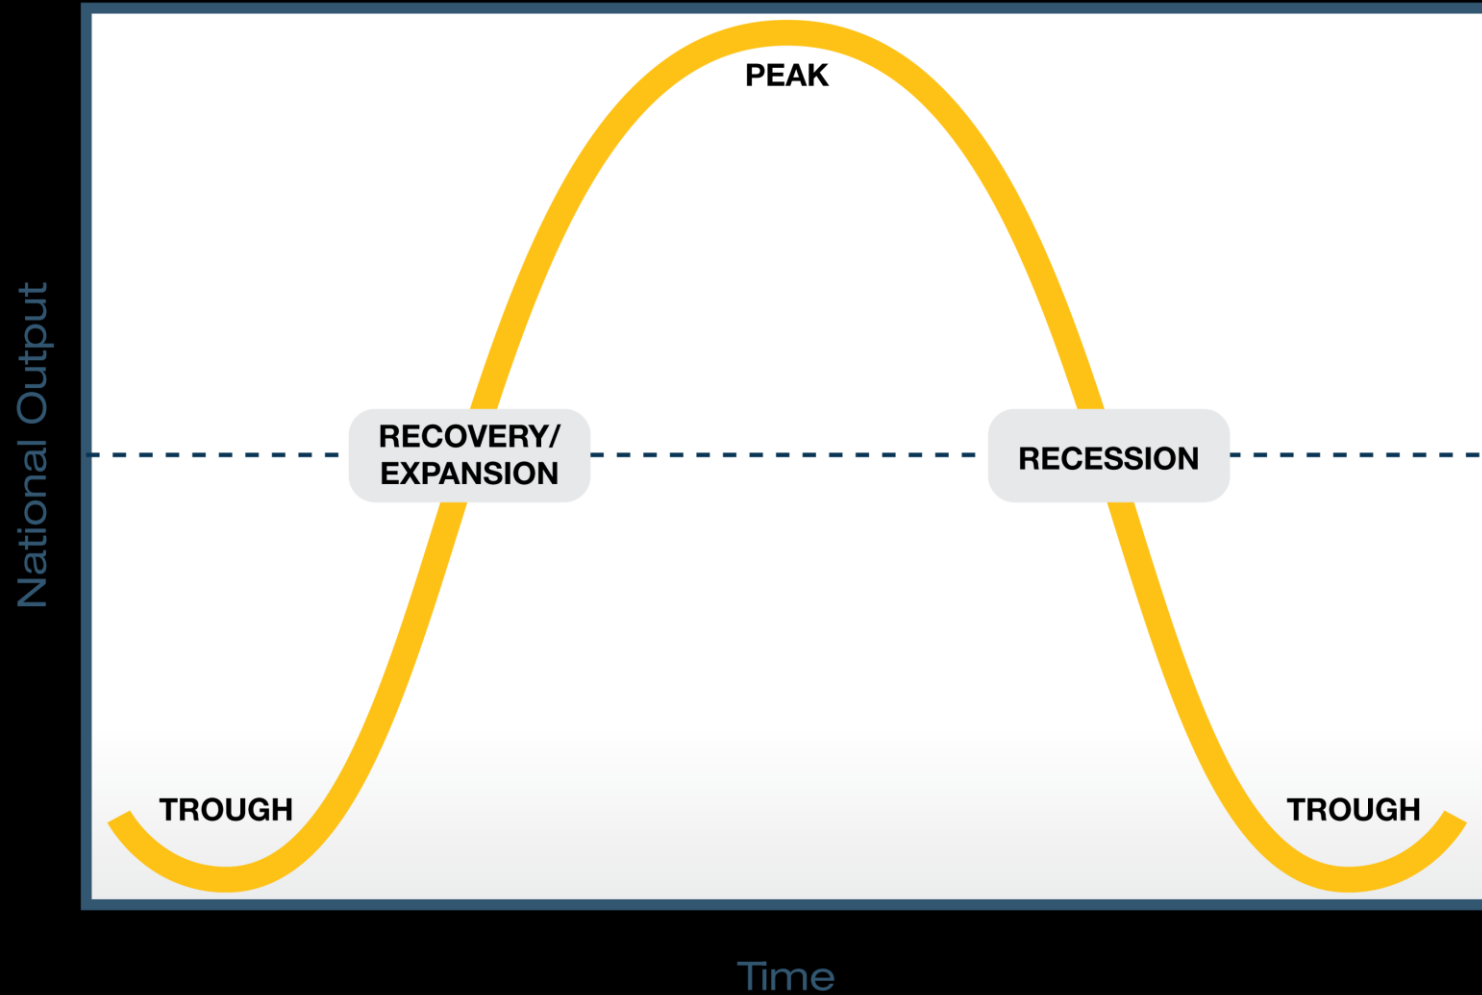 PEAK
National Output
RECOVERY/
EXPANSION
RECESSION
TROUGH
TROUGH
Time